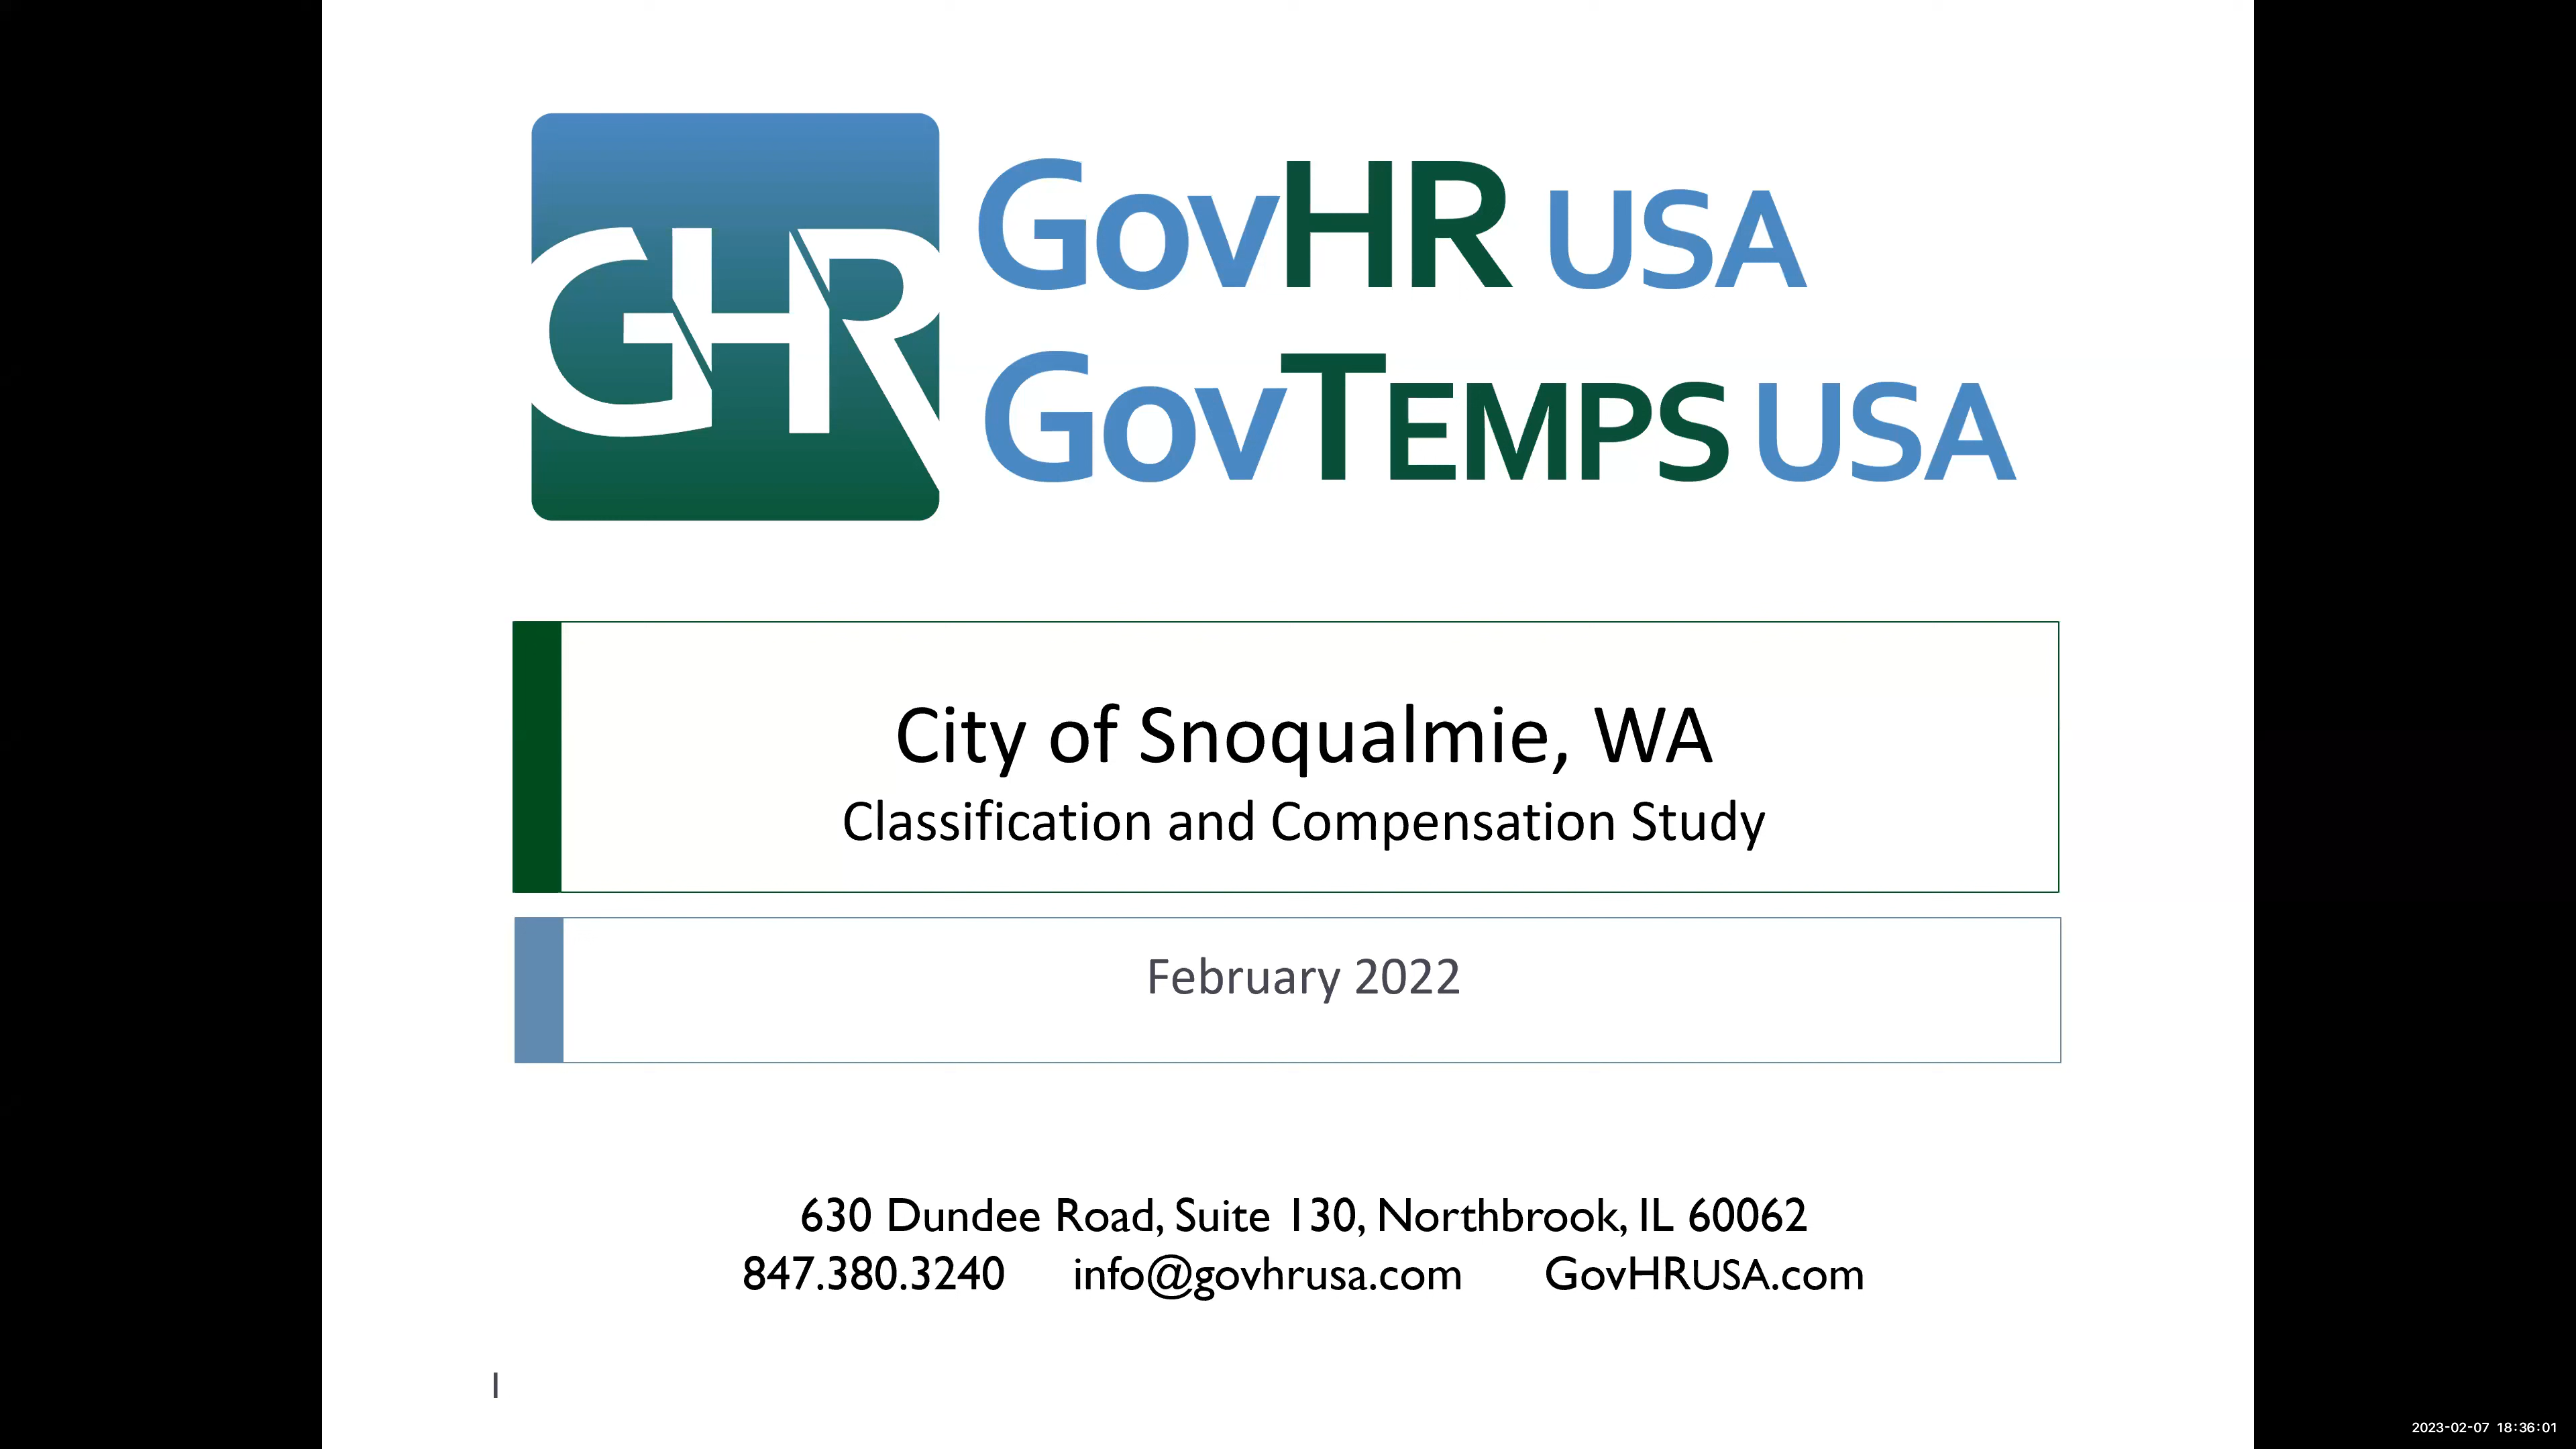 GHR
GovHR USA
GovTEMPS USA
City of Snoqualmie, WA
Classification and Compensation Study
February 2022
630 Dundee Road, Suite 130, Northbrook, IL 60062
847.380.3240 info@govhrusa.com GovHRUSA.com
1
2023-02-07 18:36:01